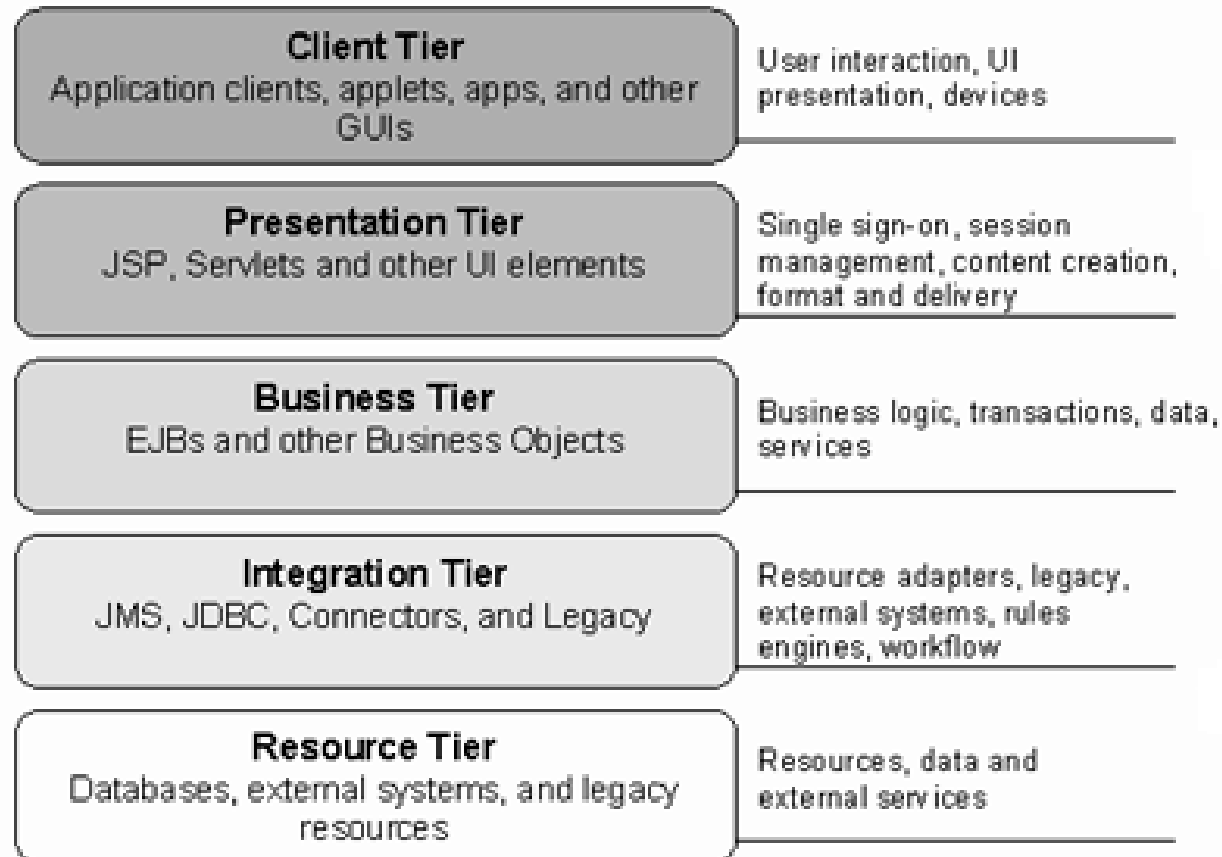 Client Tier
Application clients, applets, apps, and other
GUIs
User interaction, UI
presentation, devices
Presentation Tier
JSP, Servlets and other UI elements
Single sign-on, session
management, content creation,
format and delivery
Business Tier
EJBs and other Business Objects
Business logic, transactions, data,
services
Integration Tier
JMS, JDBC, Connectors, and Legacy
Resource adapters, legacy,
external systems, rules
engines, workflow
Resource Tier
Databases, external systems, and legacy
resources
Resources, data and
external services